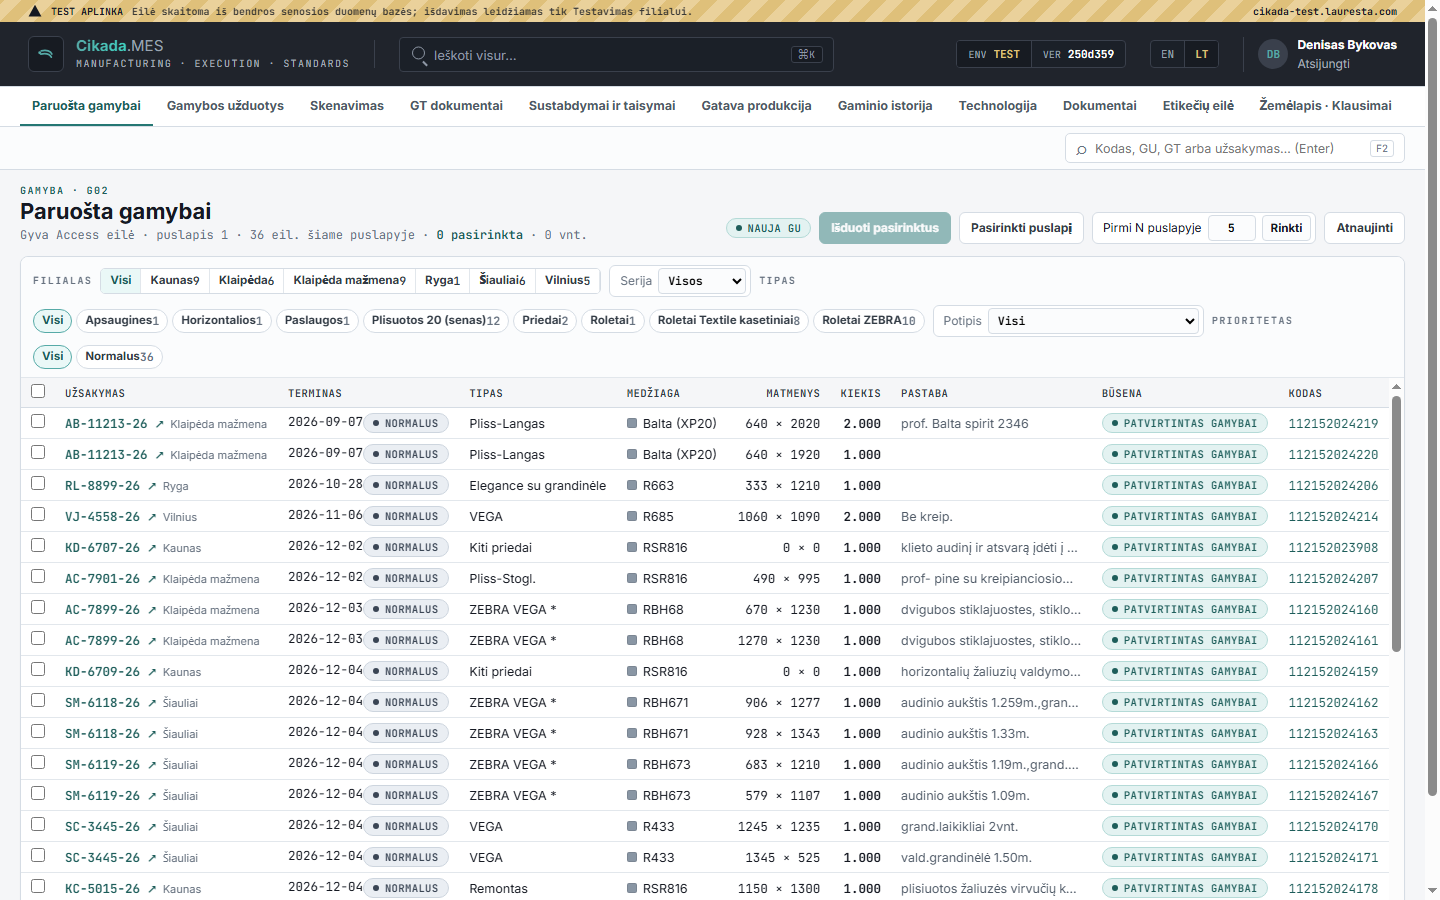 TEST APLINKA Eilė skaitoma iš bendros senosios duomenų bazės; išdavimas leidžiamas tik Testavimo filialui. cikada-test.lauresta.com
Cikada.MES
MANUFACTURING · EXECUTION · STANDARDS
Ieškoti visur... ⌘K
ENV TEST VER 250d359
EN LT
DB Denisas Bykovas
Atsijungti
Paruošta gamybai Gamybos užduotys Skenavimas GT dokumentai Sustabdymai ir taisymai Gatava produkcija Gaminio istorija Technologija Dokumentai Etikečių eilė Žemėlapis · Klausimai
Kodas, GU, GT arba užsakymas... (Enter) F2
GAMYBA · G02
Paruošta gamybai
Gyva Access eilė · puslapis 1 · 36 eil. šiame puslapyje · 0 pasirinkta · 0 vnt.
NAUJA GU Išduoti pasirinktus Pasirinkti puslapį Pirmi N puslapyje 5 Rinkti Atnaujinti
FILIALAS Visi Kaunas9 Klaipėda6 Klaipėda mažmena9 Ryga1 Šiauliai6 Vilnius5 Serija Visos TIPAS
Visi Apsaugines1 Horizontalios1 Paslaugos1 Plisuotos 20 (senas)12 Priedai2 Roletai1 Roletai Textile kasetiniai8 Roletai ZEBRA10 Potipis Visi PRIORITETAS
Visi Normalus36
UŽSAKYMAS TERMINAS TIPAS MEDŽIAGA MATMENYS KIEKIS PASTABA BŪSENA KODAS
AB-11213-26 ↗ Klaipėda mažmena 2026-09-07 NORMALUS Pliss-Langas Balta (XP20) 640 × 2020 2.000 prof. Balta spirit 2346 PATVIRTINTAS GAMYBAI 112152024219
AB-11213-26 ↗ Klaipėda mažmena 2026-09-07 NORMALUS Pliss-Langas Balta (XP20) 640 × 1920 1.000 PATVIRTINTAS GAMYBAI 112152024220
RL-8899-26 ↗ Ryga 2026-10-28 NORMALUS Elegance su grandinėle R663 333 × 1210 1.000 PATVIRTINTAS GAMYBAI 112152024206
VJ-4558-26 ↗ Vilnius 2026-11-06 NORMALUS VEGA R685 1060 × 1090 2.000 Be kreip. PATVIRTINTAS GAMYBAI 112152024214
KD-6707-26 ↗ Kaunas 2026-12-02 NORMALUS Kiti priedai RSR816 0 × 0 1.000 klieto audinį ir atsvarą įdėti į ... PATVIRTINTAS GAMYBAI 112152023908
AC-7901-26 ↗ Klaipėda mažmena 2026-12-02 NORMALUS Pliss-Stogl. RSR816 490 × 995 1.000 prof- pine su kreipianciosio... PATVIRTINTAS GAMYBAI 112152024207
AC-7899-26 ↗ Klaipėda mažmena 2026-12-03 NORMALUS ZEBRA VEGA * RBH68 670 × 1230 1.000 dvigubos stiklajuostes, stiklo... PATVIRTINTAS GAMYBAI 112152024160
AC-7899-26 ↗ Klaipėda mažmena 2026-12-03 NORMALUS ZEBRA VEGA * RBH68 1270 × 1230 1.000 dvigubos stiklajuostes, stiklo... PATVIRTINTAS GAMYBAI 112152024161
KD-6709-26 ↗ Kaunas 2026-12-04 NORMALUS Kiti priedai RSR816 0 × 0 1.000 horizontalių žaliuzių valdymo... PATVIRTINTAS GAMYBAI 112152024159
SM-6118-26 ↗ Šiauliai 2026-12-04 NORMALUS ZEBRA VEGA * RBH671 906 × 1277 1.000 audinio aukštis 1.259m.,gran... PATVIRTINTAS GAMYBAI 112152024162
SM-6118-26 ↗ Šiauliai 2026-12-04 NORMALUS ZEBRA VEGA * RBH671 928 × 1343 1.000 audinio aukštis 1.33m. PATVIRTINTAS GAMYBAI 112152024163
SM-6119-26 ↗ Šiauliai 2026-12-04 NORMALUS ZEBRA VEGA * RBH673 683 × 1210 1.000 audinio aukštis 1.19m.,grand.... PATVIRTINTAS GAMYBAI 112152024166
SM-6119-26 ↗ Šiauliai 2026-12-04 NORMALUS ZEBRA VEGA * RBH673 579 × 1107 1.000 audinio aukštis 1.09m. PATVIRTINTAS GAMYBAI 112152024167
SC-3445-26 ↗ Šiauliai 2026-12-04 NORMALUS VEGA R433 1245 × 1235 1.000 grand.laikikliai 2vnt. PATVIRTINTAS GAMYBAI 112152024170
SC-3445-26 ↗ Šiauliai 2026-12-04 NORMALUS VEGA R433 1345 × 525 1.000 vald.grandinėlė 1.50m. PATVIRTINTAS GAMYBAI 112152024171
KC-5015-26 ↗ Kaunas 2026-12-04 NORMALUS Remontas RSR816 1150 × 1300 1.000 plisiuotos žaliuzės virvučių k... PATVIRTINTAS GAMYBAI 112152024178